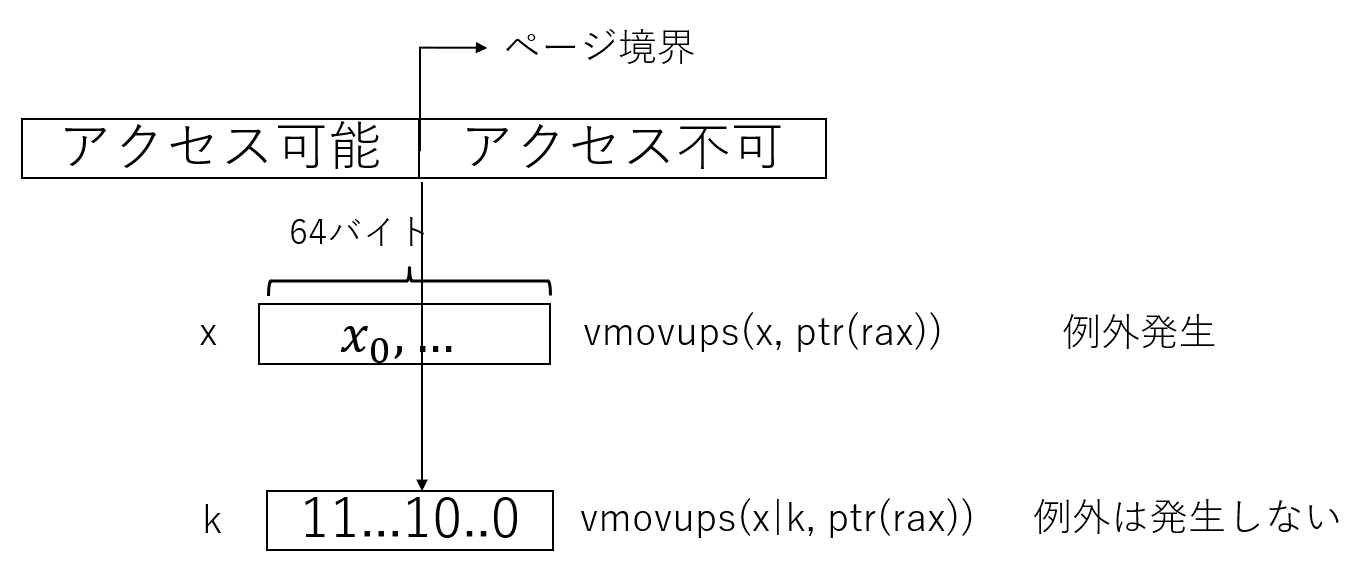 ページ境界
アクセス可能 アクセス不可
64バイト
x x₀, ... vmovups(x, ptr(rax)) 例外発生
k 11...10..0 vmovups(x|k, ptr(rax)) 例外は発生しない